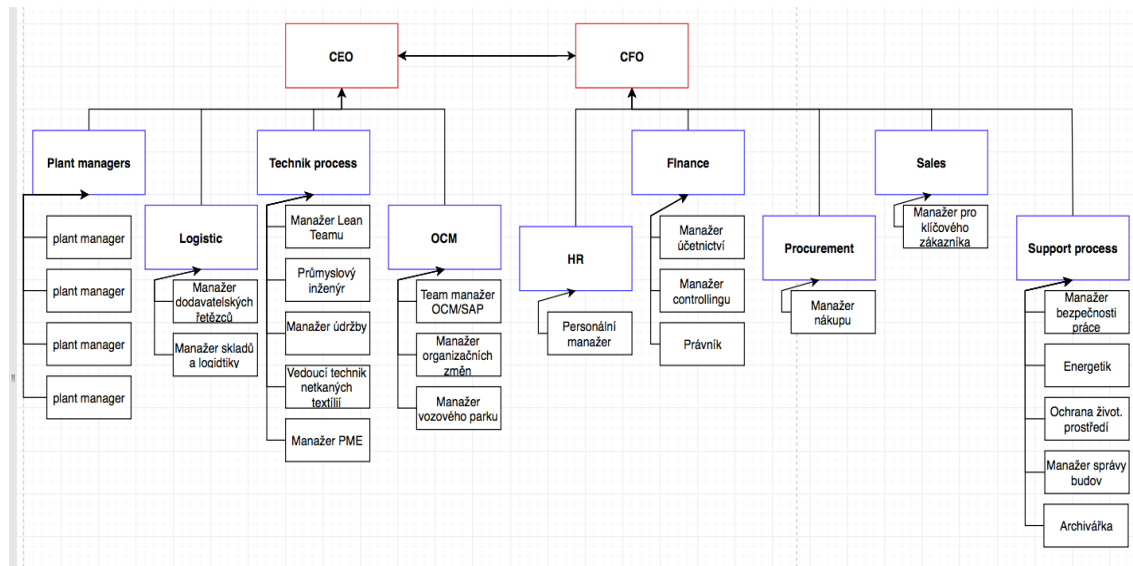 CEO
CFO
Plant managers
plant manager
plant manager
plant manager
plant manager
Logistic
Manažer
dodavatelských
řetězců
Manažer skladů
a logidtiky
Technik process
Manažer Lean
Teamu
Průmyslový
inženýr
Manažer údržby
Vedoucí technik
netkaných
textílií
Manažer PME
OCM
Team manažer
OCM/SAP
Manažer
organizačních
změn
Manažer
vozového parku
HR
Personální
manažer
FInance
Manažer
účetnictví
Manažer
controllingu
Právník
Procurement
Manažer
nákupu
Sales
Manažer pro
klíčového
zákazníka
Support process
Manažer
bezpečnosti
práce
Energetik
Ochrana život.
prostředí
Manažer správy
budov
Archivářka